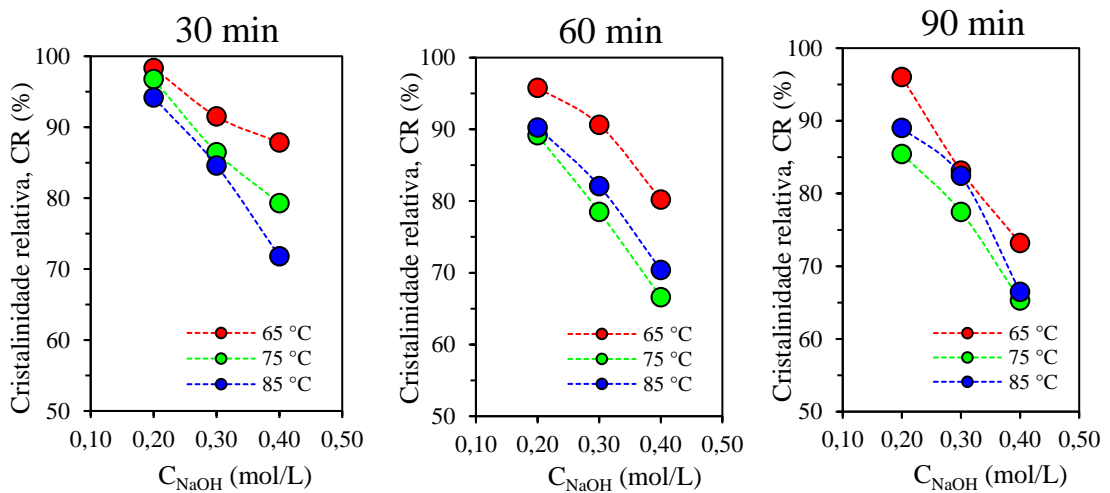 30 min
Cristalinidade relativa, CR (%)
100
90
80
70
60
50
65 °C
75 °C
85 °C
0,10 0,20 0,30 0,40 0,50
C_NaOH (mol/L)
60 min
Cristalinidade relativa, CR (%)
100
90
80
70
60
50
65 °C
75 °C
85 °C
0,10 0,20 0,30 0,40 0,50
C_NaOH (mol/L)
90 min
Cristalinidade relativa, CR (%)
100
90
80
70
60
50
65 °C
75 °C
85 °C
0,10 0,20 0,30 0,40 0,50
C_NaOH (mol/L)